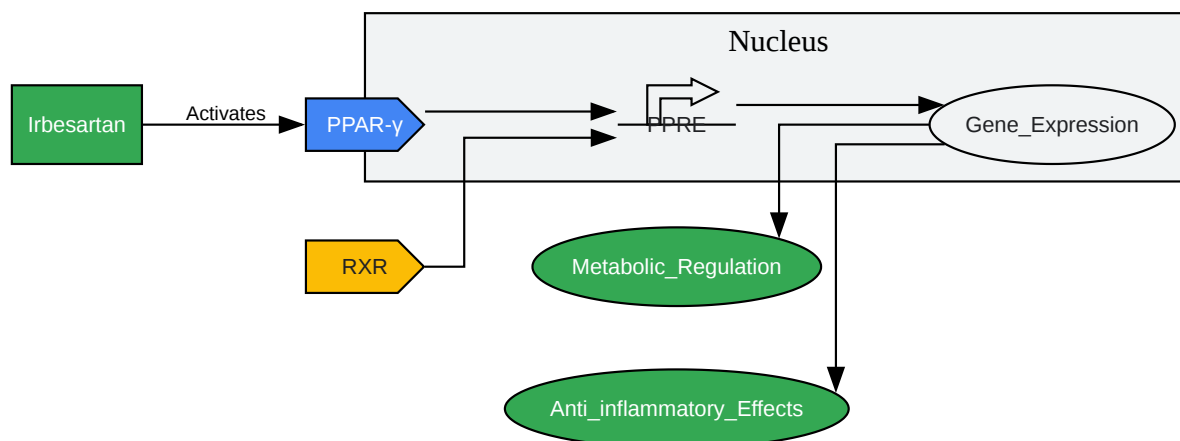 Nucleus
Irbesartan
Activates
PPAR-γ
PPRE
Gene_Expression
RXR
Metabolic_Regulation
Anti_inflammatory_Effects